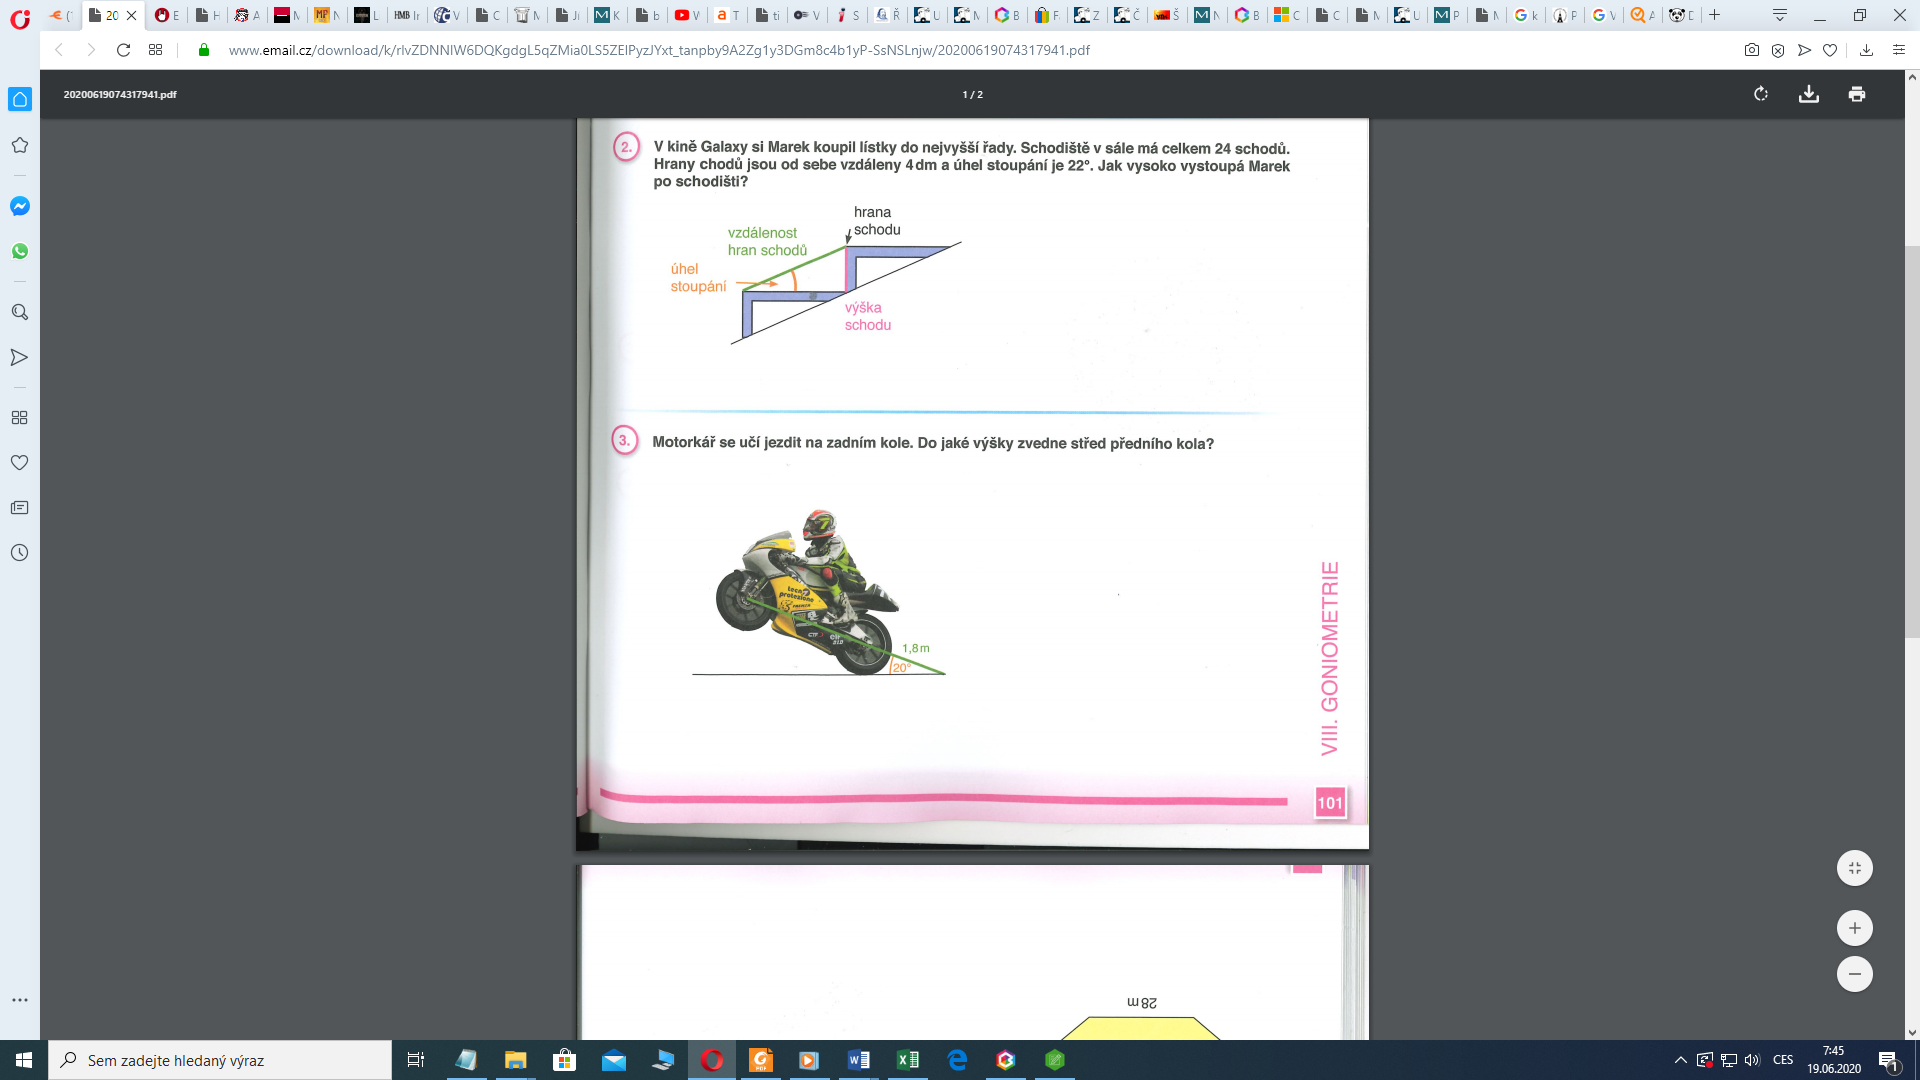 20
www.email.cz/download/k/rlvZDNNIW6DQKgdgL5qZMia0LS5ZElPyzJYxt_tanpby9A2Zg1y3DGm8c4b1yP-SsNSLnjw/20200619074317941.pdf
20200619074317941.pdf
1 / 2
2.
V kině Galaxy si Marek koupil lístky do nejvyšší řady. Schodiště v sále má celkem 24 schodů.
Hrany chodů jsou od sebe vzdáleny 4 dm a úhel stoupání je 22°. Jak vysoko vystoupá Marek
po schodišti?
hrana
schodu
vzdálenost
hran schodů
úhel
stoupání
výška
schodu
3.
Motorkář se učí jezdit na zadním kole. Do jaké výšky zvedne střed předního kola?
1,8 m
20°
VIII. GONIOMETRIE
101
28 m
Sem zadejte hledaný výraz
CES
7:45
19.06.2020
1